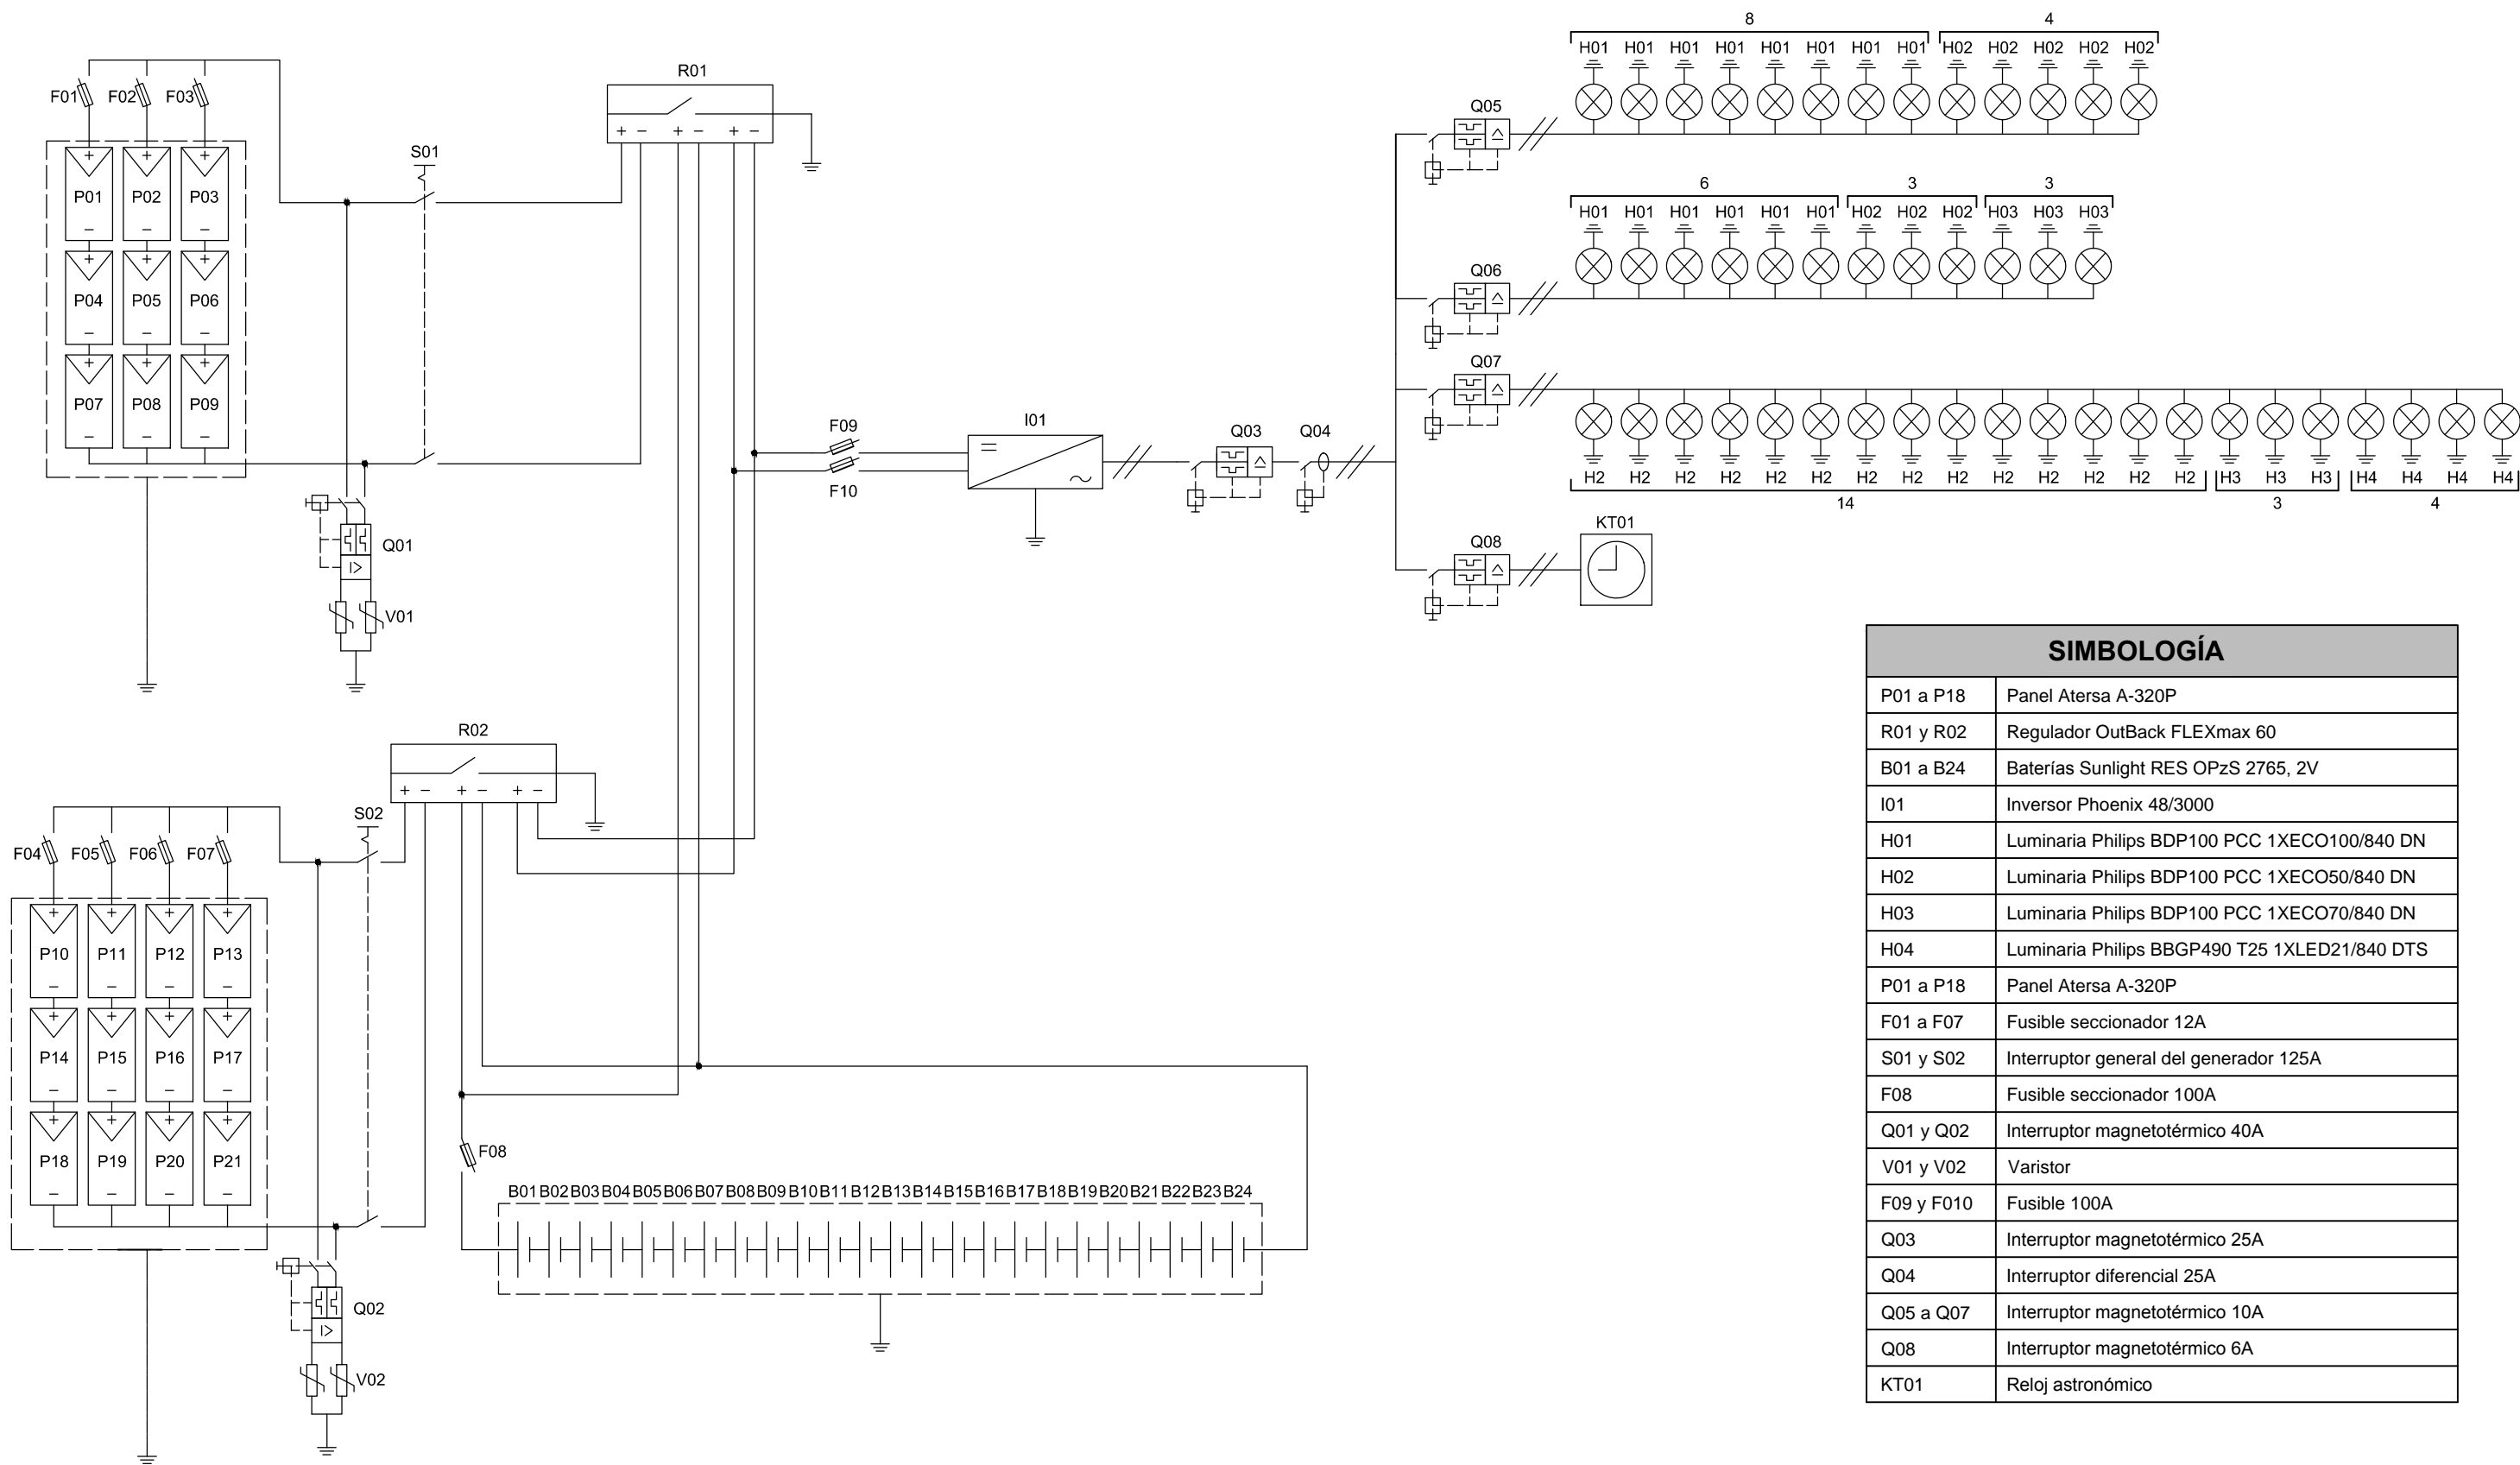 8 4
H01 H01 H01 H01 H01 H01 H01 H01 H02 H02 H02 H02 H02
R01
F01 F02 F03
Q05
+ − + − + −
S01
+ + +
P01 P02 P03
− − −
6 3 3
H01 H01 H01 H01 H01 H01 H02 H02 H02 H03 H03 H03
+ + +
P04 P05 P06
− − −
Q06
+ + +
P07 P08 P09
− − −
Q07
F09 I01 Q03 Q04
F10
H2 H2 H2 H2 H2 H2 H2 H2 H2 H2 H2 H2 H2 H2 H3 H3 H3 H4 H4 H4 H4
14 3 4
KT01
Q08
Q01
V01
SIMBOLOGÍA
P01 a P18 Panel Atersa A-320P
R01 y R02 Regulador OutBack FLEXmax 60
B01 a B24 Baterías Sunlight RES OPzS 2765, 2V
I01 Inversor Phoenix 48/3000
H01 Luminaria Philips BDP100 PCC 1XECO100/840 DN
H02 Luminaria Philips BDP100 PCC 1XECO50/840 DN
H03 Luminaria Philips BDP100 PCC 1XECO70/840 DN
H04 Luminaria Philips BBGP490 T25 1XLED21/840 DTS
P01 a P18 Panel Atersa A-320P
F01 a F07 Fusible seccionador 12A
S01 y S02 Interruptor general del generador 125A
F08 Fusible seccionador 100A
Q01 y Q02 Interruptor magnetotérmico 40A
V01 y V02 Varistor
F09 y F010 Fusible 100A
Q03 Interruptor magnetotérmico 25A
Q04 Interruptor diferencial 25A
Q05 a Q07 Interruptor magnetotérmico 10A
Q08 Interruptor magnetotérmico 6A
KT01 Reloj astronómico
R02
+ − + − + −
S02
F04 F05 F06 F07
+ + + +
P10 P11 P12 P13
− − − −
+ + + +
P14 P15 P16 P17
− − − −
+ + + +
P18 P19 P20 P21
− − − −
F08
B01 B02 B03 B04 B05 B06 B07 B08 B09 B10 B11 B12 B13 B14 B15 B16 B17 B18 B19 B20 B21 B22 B23 B24
Q02
V02